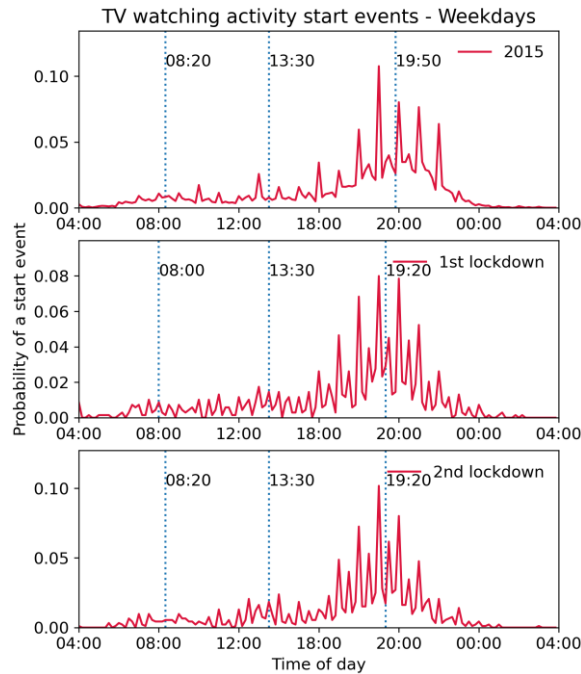 TV watching activity start events - Weekdays
08:20 13:30 19:50 2015
0.10
0.05
0.00
04:00 08:00 12:00 18:00 20:00 00:00 04:00
Probability of a start event
08:00 13:30 19:20 1st lockdown
0.08
0.06
0.04
0.02
0.00
04:00 08:00 12:00 18:00 20:00 00:00 04:00
08:20 13:30 19:20 2nd lockdown
0.10
0.05
0.00
04:00 08:00 12:00 18:00 20:00 00:00 04:00
Time of day